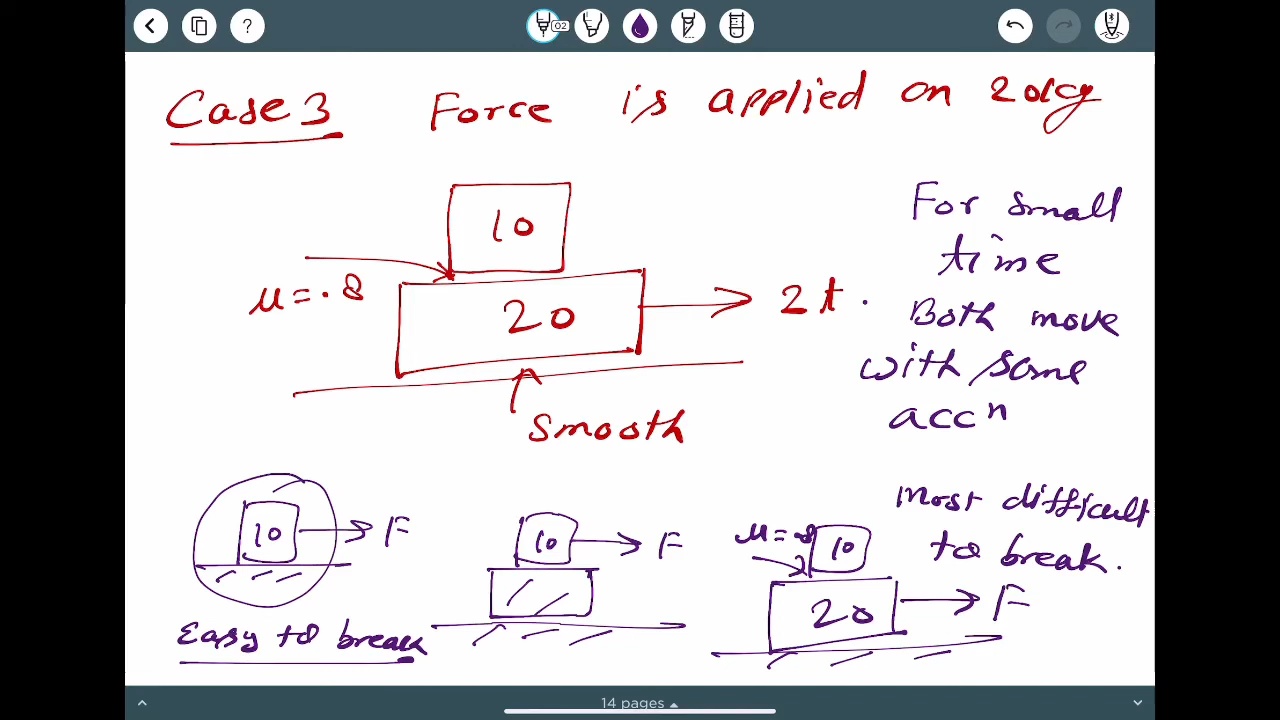 ?
02
Case 3 Force is applied on 20kg
10
μ = .8
20
2t.
smooth
For small
time
Both move
with same
accⁿ
10
F
Easy to break
10
F
μ = .8
10
20
F
most difficult
to break.
14 pages